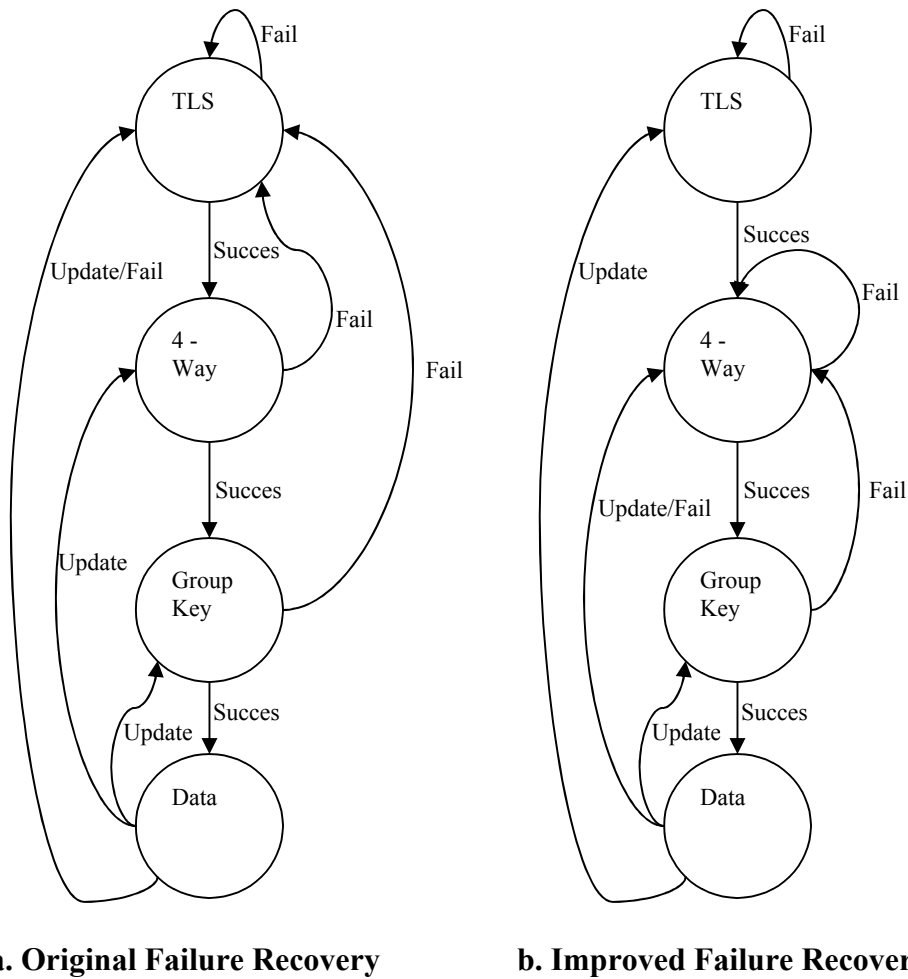 Fail
TLS
Succes
Update/Fail
4 -
Way
Fail
Fail
Succes
Update
Group
Key
Succes
Update
Data
a. Original Failure Recovery
Fail
TLS
Succes
Update
Fail
4 -
Way
Succes
Fail
Update/Fail
Group
Key
Succes
Update
Data
b. Improved Failure Recover